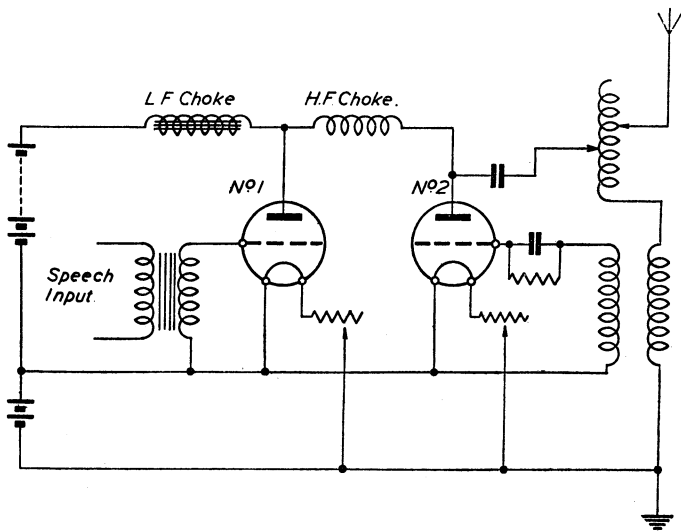 L F Choke
H.F. Choke.
Nº1
Nº2
Speech
Input.